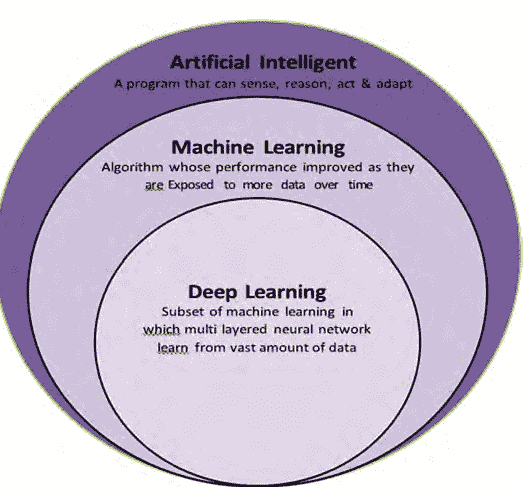 Artificial Intelligent
A program that can sense, reason, act & adapt
Machine Learning
Algorithm whose performance improved as they
are Exposed to more data over time
Deep Learning
Subset of machine learning in
which multi layered neural network
learn from vast amount of data